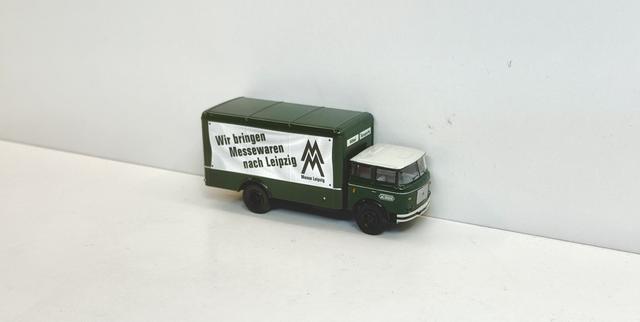 Wir bringen
Messewaren
nach Leipzig
MM
Messe Leipzig